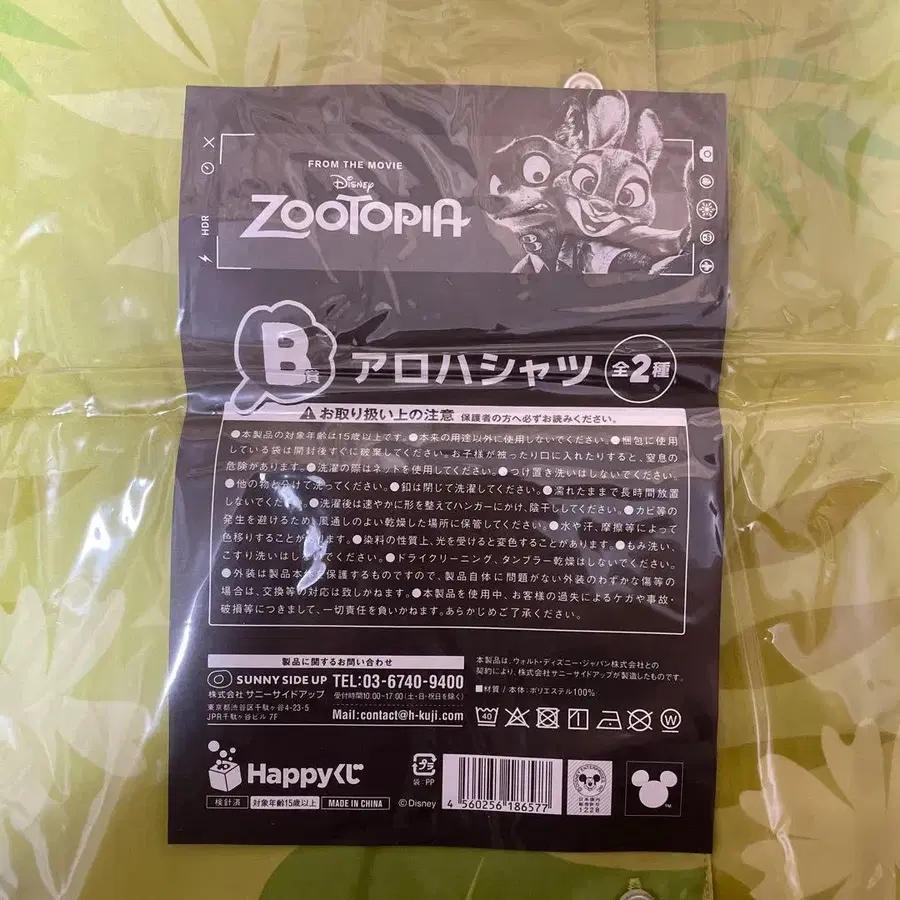 HDR
FROM THE MOVIE
Disney
ZOOTOPIA
B賞 アロハシャツ 全2種
お取り扱い上の注意 保護者の方へ必ずお読みください。
●本製品の対象年齢は15歳以上です。●本来の用途以外に使用しないでください。●梱包に使用
している袋は開封後すぐに破棄してください。お子様が被ったり口に入れたりすると、窒息の
危険があります。●洗濯の際はネットを使用してください。●つけ置き洗いはしないでください。
●他の物と分けて洗ってください。●釦は閉じて洗濯してください。●濡れたままで長時間放置
しないでください。●洗濯後は速やかに形を整えてハンガーにかけ、陰干ししてください。●カビ等の
発生を避けるため、風通しのよい乾燥した場所に保管してください。●水や汗、摩擦等によって
色移りすることがあります。●染料の性質上、光を受けると変色することがあります。●もみ洗い、
こすり洗いはしないでください。●ドライクリーニング、タンブラー乾燥はしないでください。
●外装は製品本体を保護するものですので、製品自体に問題がない外装のわずかな傷等の
場合は、交換等の対応は致しかねます。●本製品を使用中、お客様の過失によるケガや事故・
破損等につきまして、一切責任を負いかねます。あらかじめご了承ください。
製品に関するお問い合わせ
SUNNY SIDE UP
株式会社 サニーサイドアップ
東京都渋谷区千駄ヶ谷4-23-5
JPR千駄ヶ谷ビル 7F
TEL:03-6740-9400
受付時間10:00-17:00(土・日・祝日を除く)
Mail:contact@h-kuji.com
本製品は、ウォルト・ディズニー・ジャパン株式会社との
契約により、株式会社サニーサイドアップが製造したものです。
■材質 / 本体:ポリエステル100%
40
W
Happyくじ
検針済 対象年齢15歳以上 MADE IN CHINA ©Disney
プラ
袋:PP
4 560256 186577
日本国内
販売許可
1228
TM